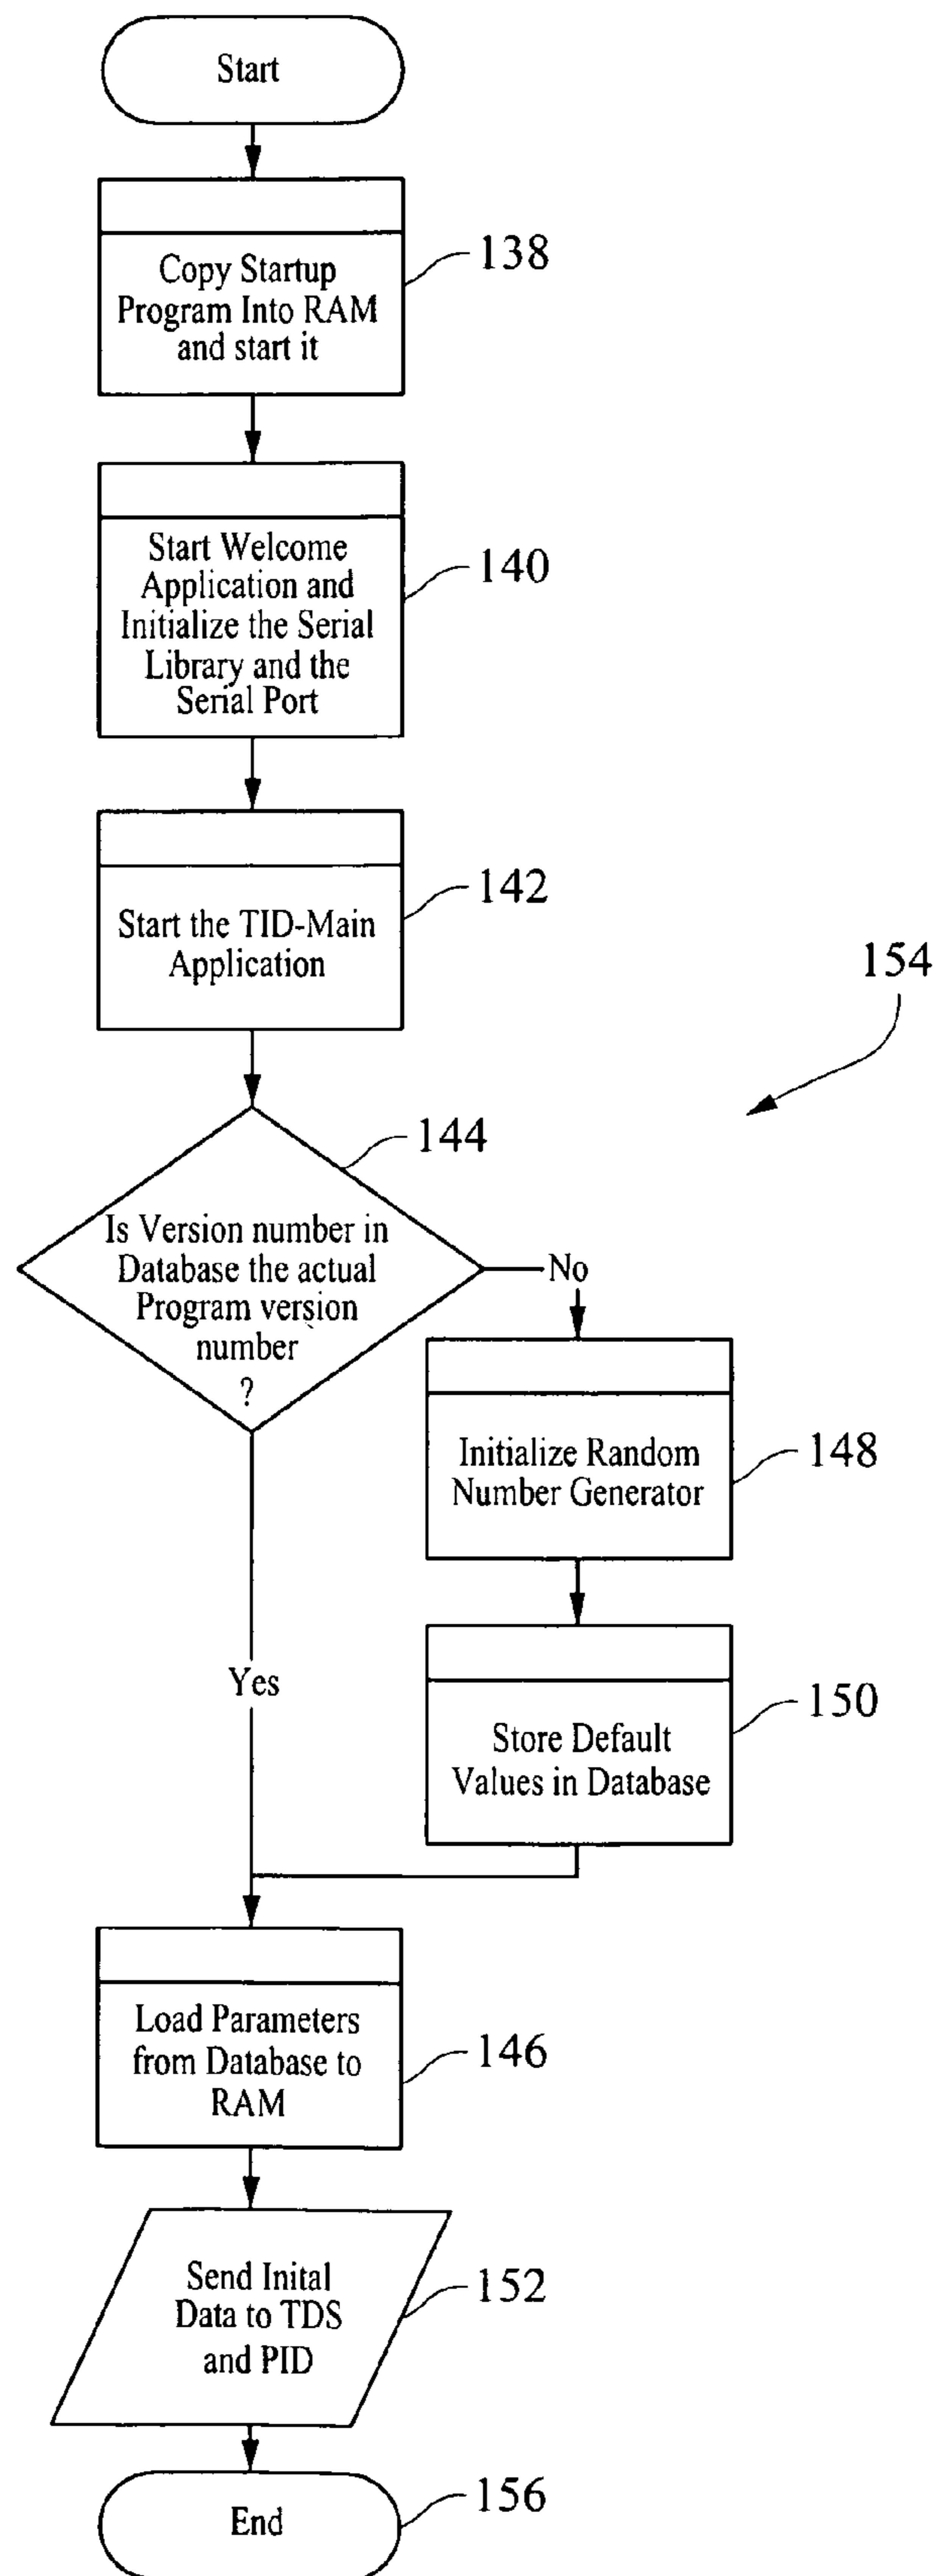 Start
Copy Startup
Program Into RAM
and start it
138
Start Welcome
Application and
Initialize the Serial
Library and the
Serial Port
140
Start the TID-Main
Application
142
154
144
Is Version number in
Database the actual
Program version
number
?
No
Initialize Random
Number Generator
148
Yes
Store Default
Values in Database
150
Load Parameters
from Database to
RAM
146
Send Inital
Data to TDS
and PID
152
End
156